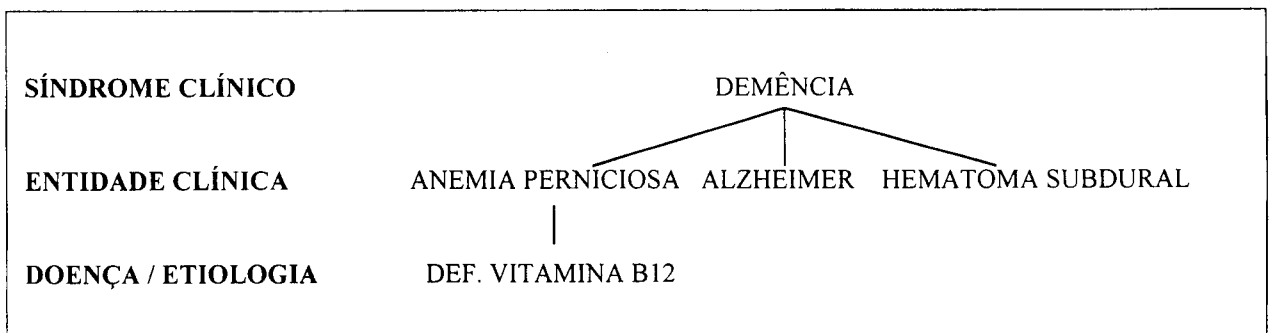 SÍNDROME CLÍNICO DEMÊNCIA
ENTIDADE CLÍNICA ANEMIA PERNICIOSA ALZHEIMER HEMATOMA SUBDURAL
DOENÇA / ETIOLOGIA DEF. VITAMINA B12